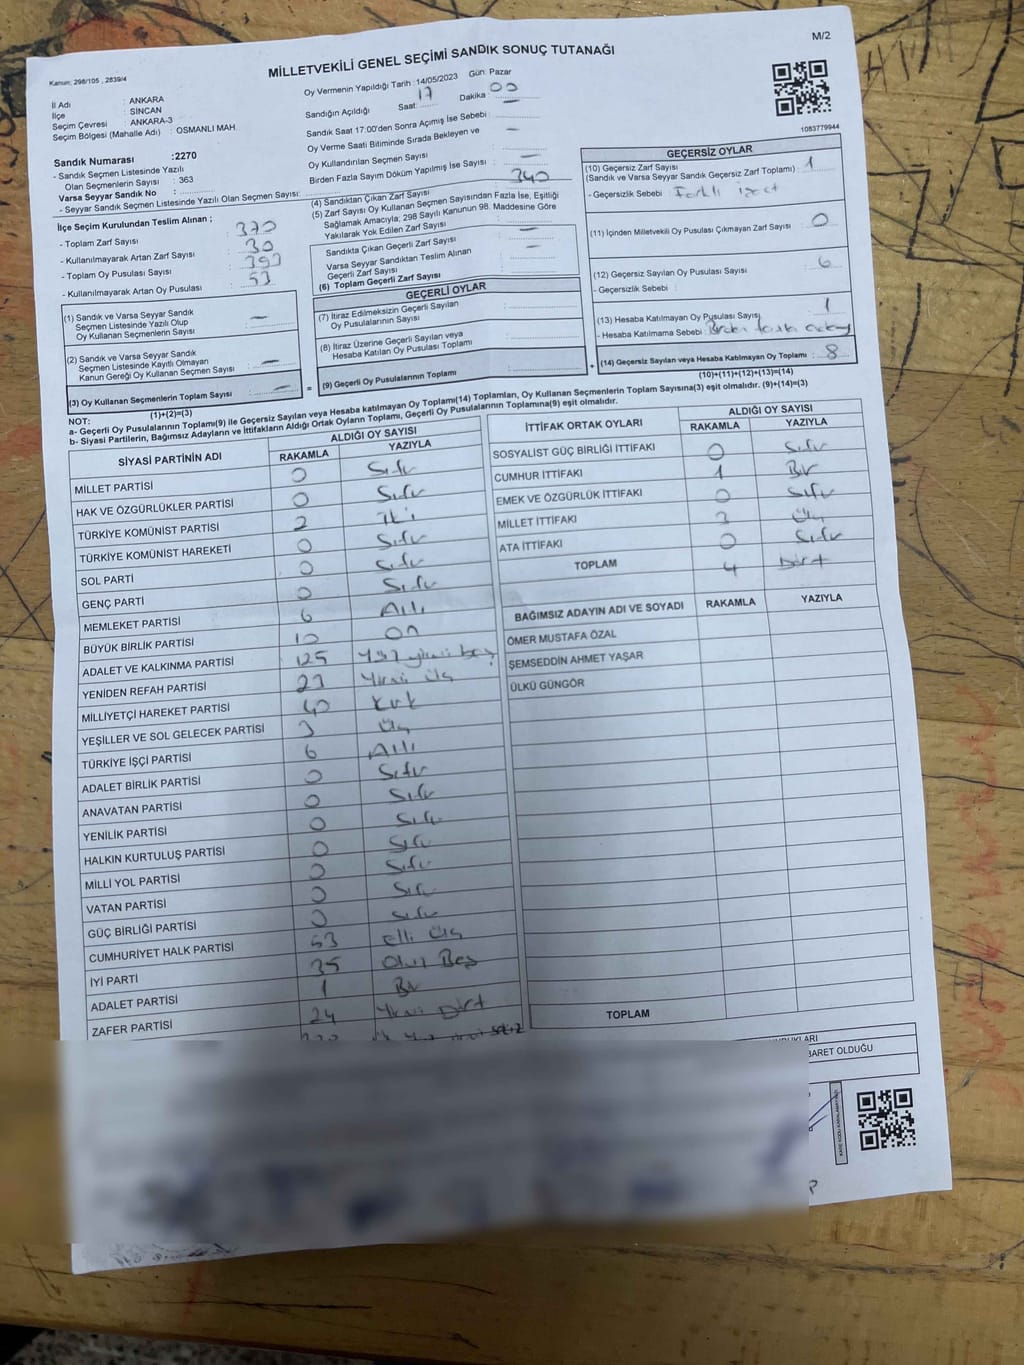 M/2
Kanun: 298/105 , 2839/4
MİLLETVEKİLİ GENEL SEÇİMİ SANDIK SONUÇ TUTANAĞI
İl Adı : ANKARA
İlçe : SİNCAN
Seçim Çevresi : ANKARA-3
Seçim Bölgesi (Mahalle Adı) : OSMANLI MAH.
Sandık Numarası :2270
- Sandık Seçmen Listesinde Yazılı
Olan Seçmenlerin Sayısı : 363
Varsa Seyyar Sandık No :
- Seyyar Sandık Seçmen Listesinde Yazılı Olan Seçmen Sayısı:
Oy Vermenin Yapıldığı Tarih :14/05/2023 Gün: Pazar
Sandığın Açıldığı Saat: 17 Dakika : 00
Sandık Saat 17:00'den Sonra Açılmış İse Sebebi : —
Oy Verme Saati Bitiminde Sırada Bekleyen ve
Oy Kullandırılan Seçmen Sayısı : —
Birden Fazla Sayım Döküm Yapılmış İse Sayısı : —
(4) Sandıktan Çıkan Zarf Sayısı : 340
(5) Zarf Sayısı Oy Kullanan Seçmen Sayısından Fazla İse, Eşitliği
Sağlamak Amacıyla; 298 Sayılı Kanunun 98. Maddesine Göre
Yakılarak Yok Edilen Zarf Sayısı :
Sandıkta Çıkan Geçerli Zarf Sayısı : —
Varsa Seyyar Sandıktan Teslim Alınan
Geçerli Zarf Sayısı : —
(6) Toplam Geçerli Zarf Sayısı :
İlçe Seçim Kurulundan Teslim Alınan ;
- Toplam Zarf Sayısı : 370
- Kullanılmayarak Artan Zarf Sayısı : 30
- Toplam Oy Pusulası Sayısı : 393
- Kullanılmayarak Artan Oy Pusulası : 53
(1) Sandık ve Varsa Seyyar Sandık
Seçmen Listesinde Yazılı Olup
Oy Kullanan Seçmenlerin Sayısı : —
(2) Sandık ve Varsa Seyyar Sandık
Seçmen Listesinde Kayıtlı Olmayan
Kanun Gereği Oy Kullanan Seçmen Sayısı : —
(3) Oy Kullanan Seçmenlerin Toplam Sayısı : —
(1)+(2)=(3)
=
GEÇERLİ OYLAR
(7) İtiraz Edilmeksizin Geçerli Sayılan
Oy Pusulalarının Sayısı :
(8) İtiraz Üzerine Geçerli Sayılan veya
Hesaba Katılan Oy Pusulası Toplamı :
(9) Geçerli Oy Pusulalarının Toplamı :
+
1083779944
GEÇERSİZ OYLAR
(10) Geçersiz Zarf Sayısı
(Sandık ve Varsa Seyyar Sandık Geçersiz Zarf Toplamı) : 1
- Geçersizlik Sebebi : Farklı işaret
(11) İçinden Milletvekili Oy Pusulası Çıkmayan Zarf Sayısı : 0
(12) Geçersiz Sayılan Oy Pusulası Sayısı : 6
- Geçersizlik Sebebi :
(13) Hesaba Katılmayan Oy Pusulası Sayısı : 1
- Hesaba Katılmama Sebebi : Birden fazla
(14) Geçersiz Sayılan veya Hesaba Katılmayan Oy Toplamı : 8
(10)+(11)+(12)+(13)=(14)
NOT:
a- Geçerli Oy Pusulalarının Toplamı(9) ile Geçersiz Sayılan veya Hesaba katılmayan Oy Toplamı(14) Toplamları, Oy Kullanan Seçmenlerin Toplam Sayısına(3) eşit olmalıdır. (9)+(14)=(3)
b- Siyasi Partilerin, Bağımsız Adayların ve İttifakların Aldığı Ortak Oyların Toplamı, Geçerli Oy Pusulalarının Toplamına(9) eşit olmalıdır.
SİYASİ PARTİNİN ADI ALDIĞI OY SAYISI
RAKAMLA YAZIYLA
MİLLET PARTİSİ 0 Sıfır
HAK VE ÖZGÜRLÜKLER PARTİSİ 0 Sıfır
TÜRKİYE KOMÜNİST PARTİSİ 2 İki
TÜRKİYE KOMÜNİST HAREKETİ 0 Sıfır
SOL PARTİ 0 Sıfır
GENÇ PARTİ 0 Sıfır
MEMLEKET PARTİSİ 6 Altı
BÜYÜK BİRLİK PARTİSİ 10 On
ADALET VE KALKINMA PARTİSİ 125 Yüz yirmi beş
YENİDEN REFAH PARTİSİ 23 Yirmi Üç
MİLLİYETÇİ HAREKET PARTİSİ 40 Kırk
YEŞİLLER VE SOL GELECEK PARTİSİ 3 Üç
TÜRKİYE İŞÇİ PARTİSİ 6 Altı
ADALET BİRLİK PARTİSİ 0 Sıfır
ANAVATAN PARTİSİ 0 Sıfır
YENİLİK PARTİSİ 0 Sıfır
HALKIN KURTULUŞ PARTİSİ 0 Sıfır
MİLLİ YOL PARTİSİ 0 Sıfır
VATAN PARTİSİ 0 Sıfır
GÜÇ BİRLİĞİ PARTİSİ 0 Sıfır
CUMHURİYET HALK PARTİSİ 53 Elli Üç
İYİ PARTİ 35 Otuz Beş
ADALET PARTİSİ 1 Bir
ZAFER PARTİSİ 24 Yirmi Dört
İTTİFAK ORTAK OYLARI ALDIĞI OY SAYISI
RAKAMLA YAZIYLA
SOSYALİST GÜÇ BİRLİĞİ İTTİFAKI 0 Sıfır
CUMHUR İTTİFAKI 1 Bir
EMEK VE ÖZGÜRLÜK İTTİFAKI 0 Sıfır
MİLLET İTTİFAKI 3 Üç
ATA İTTİFAKI 0 Sıfır
TOPLAM 4 Dört
BAĞIMSIZ ADAYIN ADI VE SOYADI RAKAMLA YAZIYLA
ÖMER MUSTAFA ÖZAL
ŞEMSEDDİN AHMET YAŞAR
ÜLKÜ GÜNGÖR
TOPLAM
BARET OLDUĞU